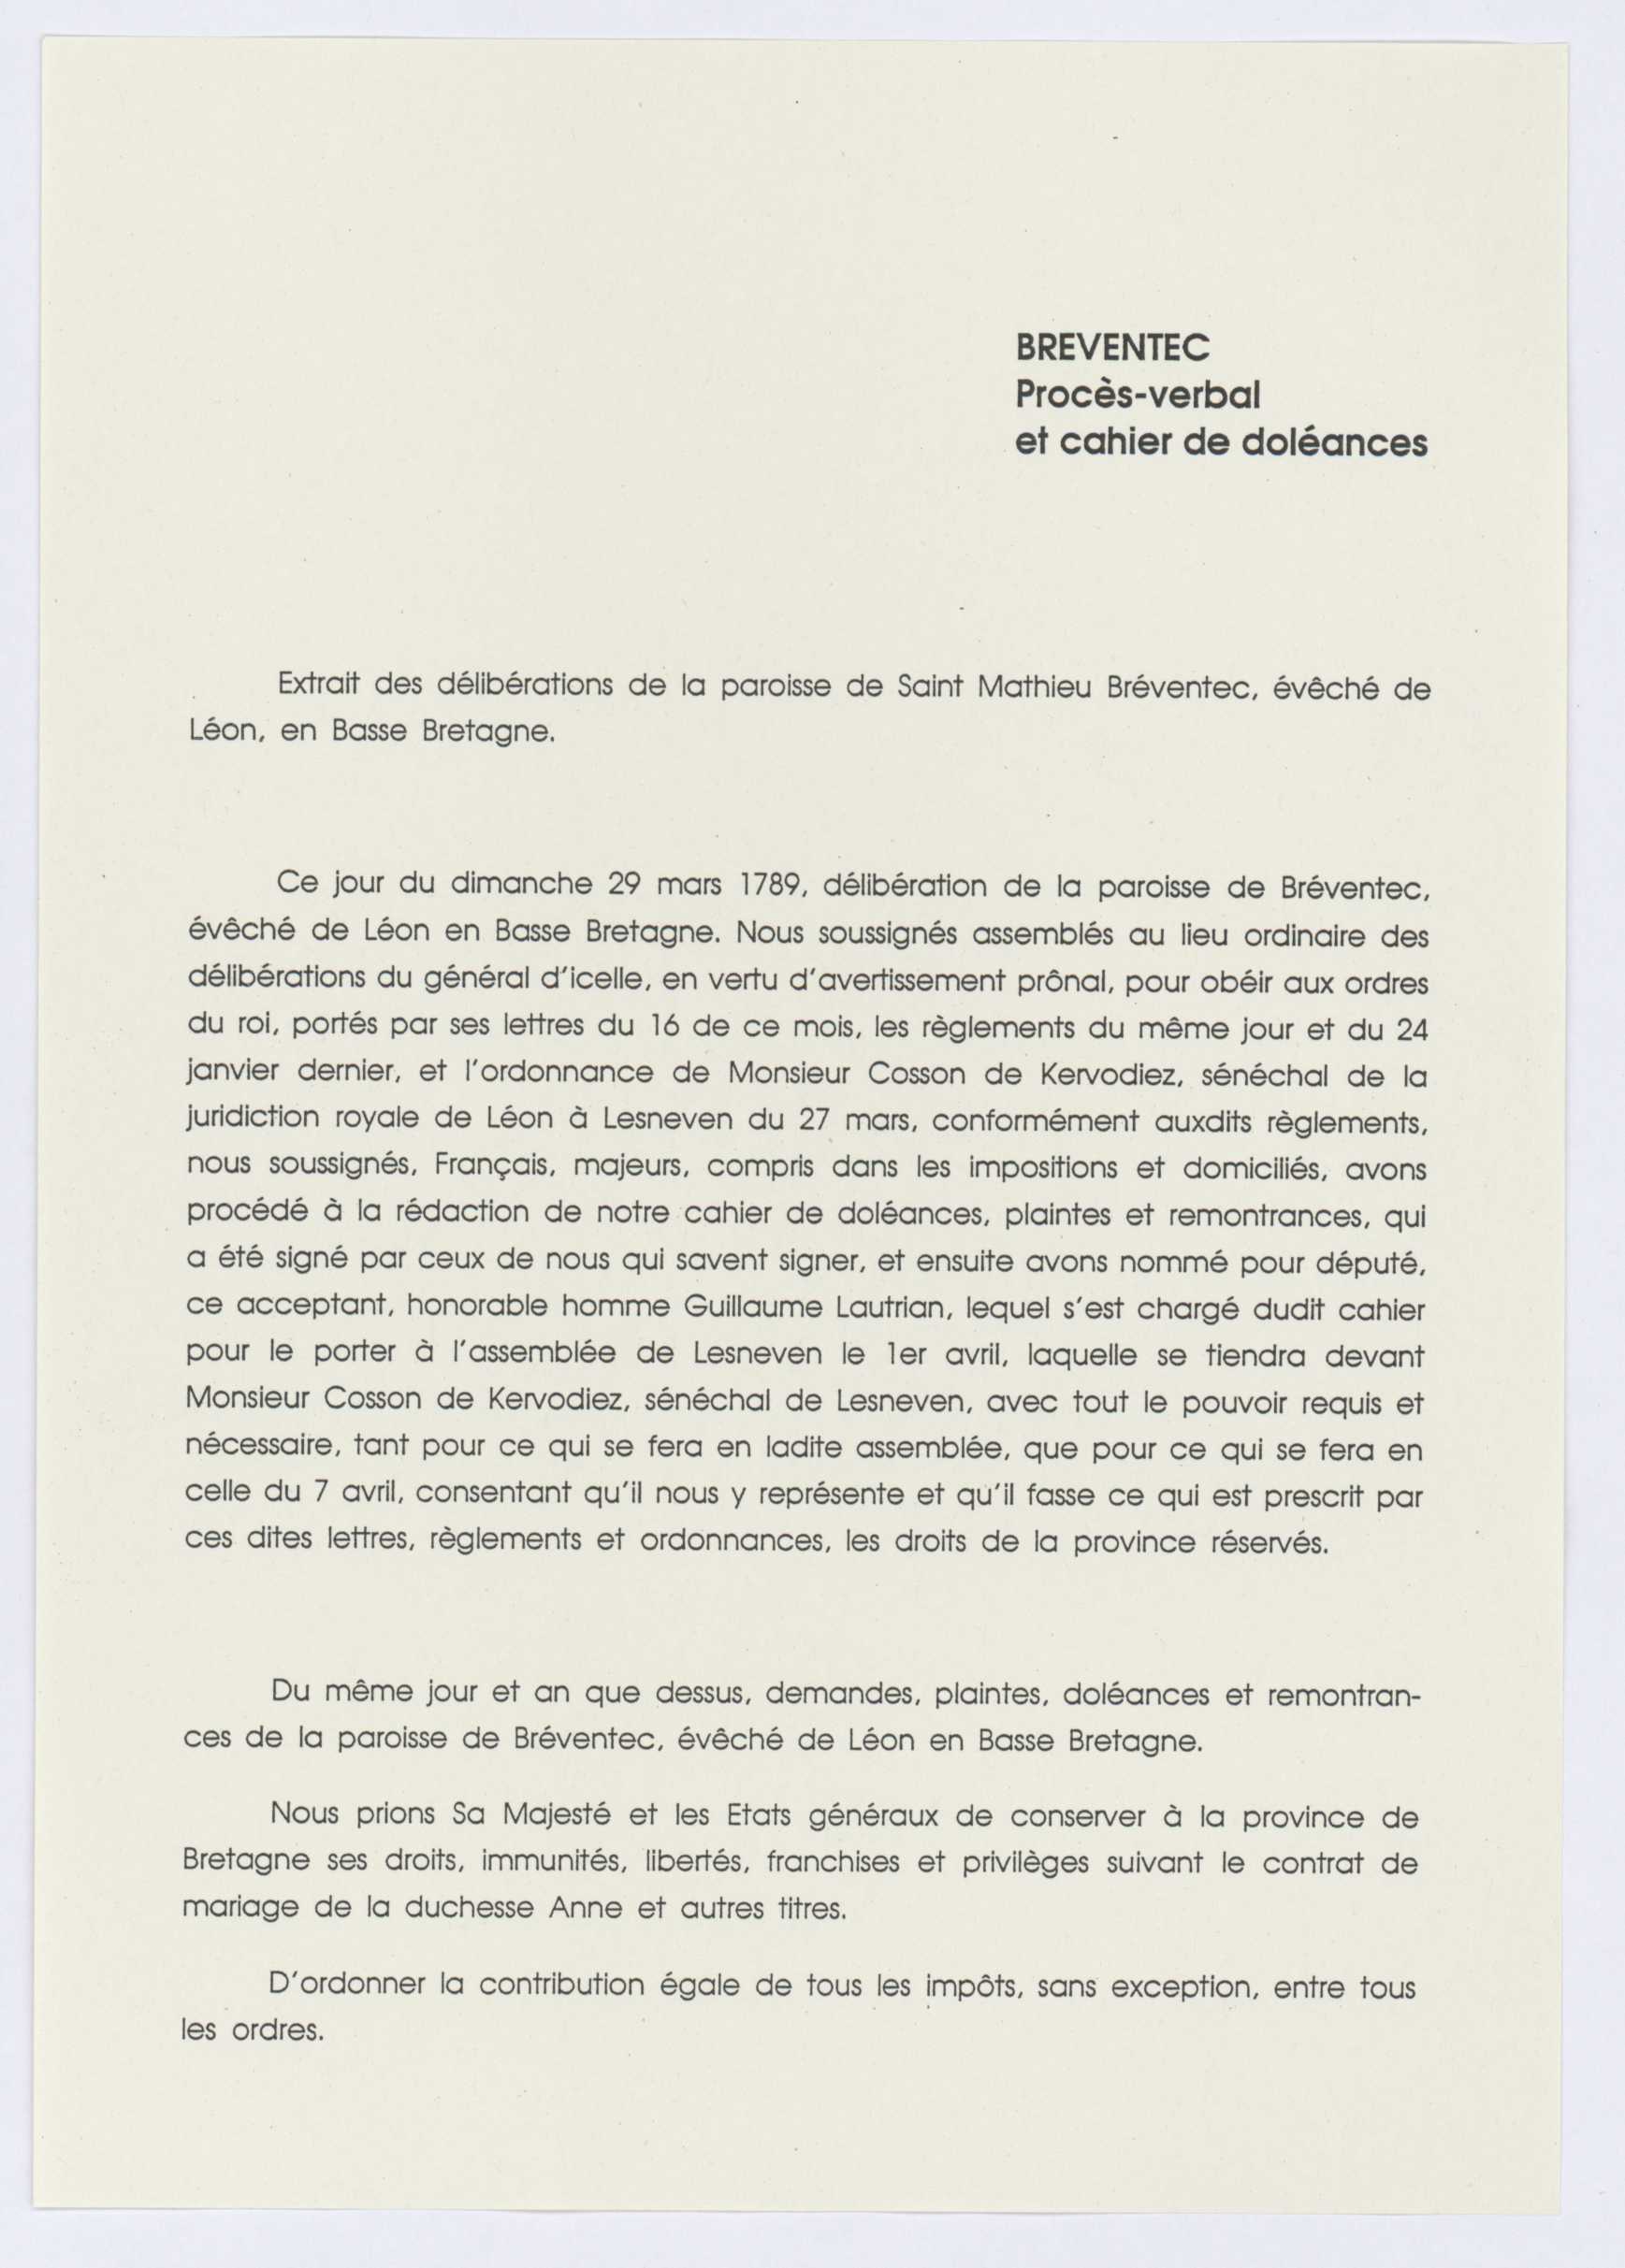 BREVENTEC
Procès-verbal
et cahier de doléances
Extrait des délibérations de la paroisse de Saint Mathieu Bréventec, évêché de
Léon, en Basse Bretagne.
Ce jour du dimanche 29 mars 1789, délibération de la paroisse de Bréventec,
évêché de Léon en Basse Bretagne. Nous soussignés assemblés au lieu ordinaire des
délibérations du général d'icelle, en vertu d'avertissement prônal, pour obéir aux ordres
du roi, portés par ses lettres du 16 de ce mois, les règlements du même jour et du 24
janvier dernier, et l'ordonnance de Monsieur Cosson de Kervodiez, sénéchal de la
juridiction royale de Léon à Lesneven du 27 mars, conformément auxdits règlements,
nous soussignés, Français, majeurs, compris dans les impositions et domiciliés, avons
procédé à la rédaction de notre cahier de doléances, plaintes et remontrances, qui
a été signé par ceux de nous qui savent signer, et ensuite avons nommé pour député,
ce acceptant, honorable homme Guillaume Lautrian, lequel s'est chargé dudit cahier
pour le porter à l'assemblée de Lesneven le 1er avril, laquelle se tiendra devant
Monsieur Cosson de Kervodiez, sénéchal de Lesneven, avec tout le pouvoir requis et
nécessaire, tant pour ce qui se fera en ladite assemblée, que pour ce qui se fera en
celle du 7 avril, consentant qu'il nous y représente et qu'il fasse ce qui est prescrit par
ces dites lettres, règlements et ordonnances, les droits de la province réservés.
Du même jour et an que dessus, demandes, plaintes, doléances et remontran-
ces de la paroisse de Bréventec, évêché de Léon en Basse Bretagne.
Nous prions Sa Majesté et les Etats généraux de conserver à la province de
Bretagne ses droits, immunités, libertés, franchises et privilèges suivant le contrat de
mariage de la duchesse Anne et autres titres.
D'ordonner la contribution égale de tous les impôts, sans exception, entre tous
les ordres.